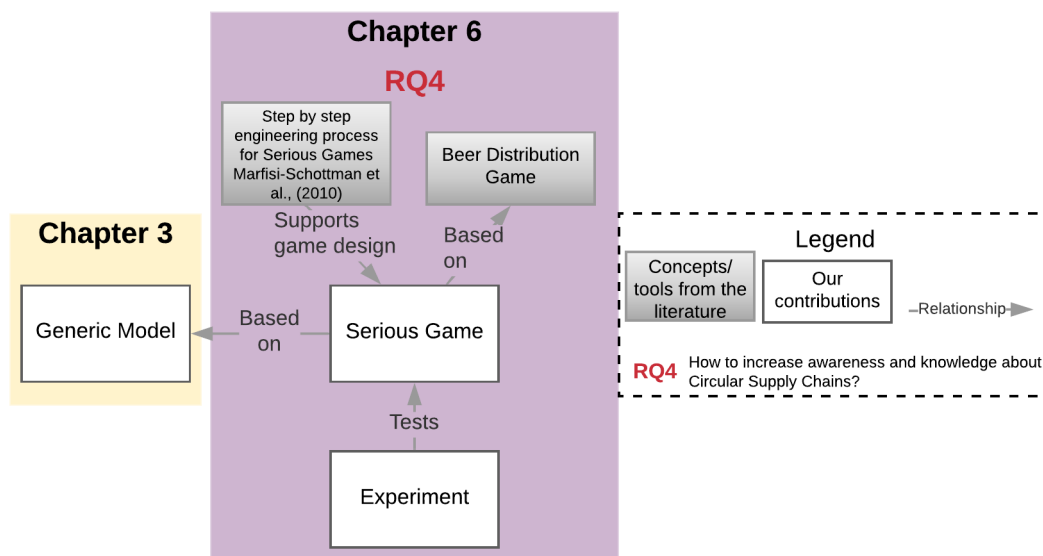 Chapter 6
RQ4
Step by step
engineering process
for Serious Games
Marfisi-Schottman et
al., (2010)
Beer Distribution
Game
Supports
game design
Based
on
Chapter 3
Generic Model
Based
on
Serious Game
Tests
Experiment
Legend
Concepts/
tools from the
literature
Our
contributions
Relationship
RQ4
How to increase awareness and knowledge about
Circular Supply Chains?